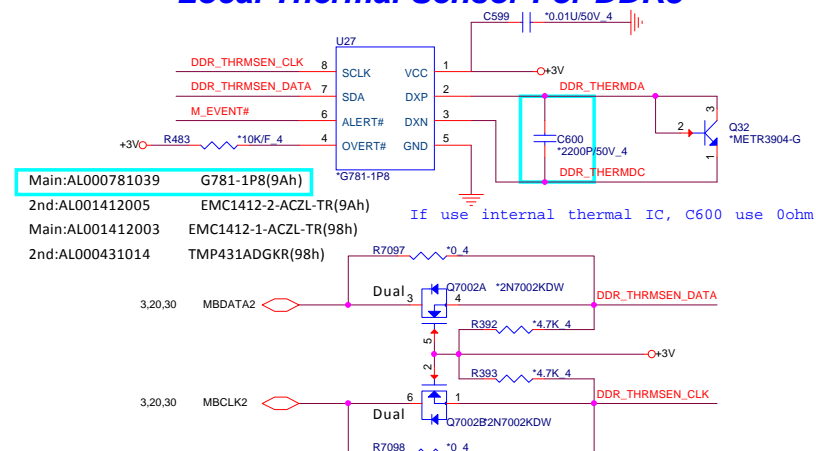 Local Thermal Sensor For DDR3
C599 *0.01U/50V_4
U27
DDR_THRMSEN_CLK 8 SCLK VCC 1 +3V
DDR_THRMSEN_DATA 7 SDA DXP 2 DDR_THERMDA
M_EVENT# 6 ALERT# DXN 3
3
2 Q32
C600 *METR3904-G
+3V R483 *10K/F_4 4 OVERT# GND 5
*2200P/50V_4
1
*G781-1P8 DDR_THERMDC
Main:AL000781039 G781-1P8(9Ah)
2nd:AL001412005 EMC1412-2-ACZL-TR(9Ah)
If use internal thermal IC, C600 use 0ohm
Main:AL001412003 EMC1412-1-ACZL-TR(98h)
2nd:AL000431014 TMP431ADGKR(98h)
R7097 *0_4
Dual 3 Q7002A *2N7002KDW
4 DDR_THRMSEN_DATA
3,20,30 MBDATA2
R392 *4.7K_4
5
+3V
2
R393 *4.7K_4
3,20,30 MBCLK2 6 1 DDR_THRMSEN_CLK
Dual Q7002B *2N7002KDW
R7098 *0_4